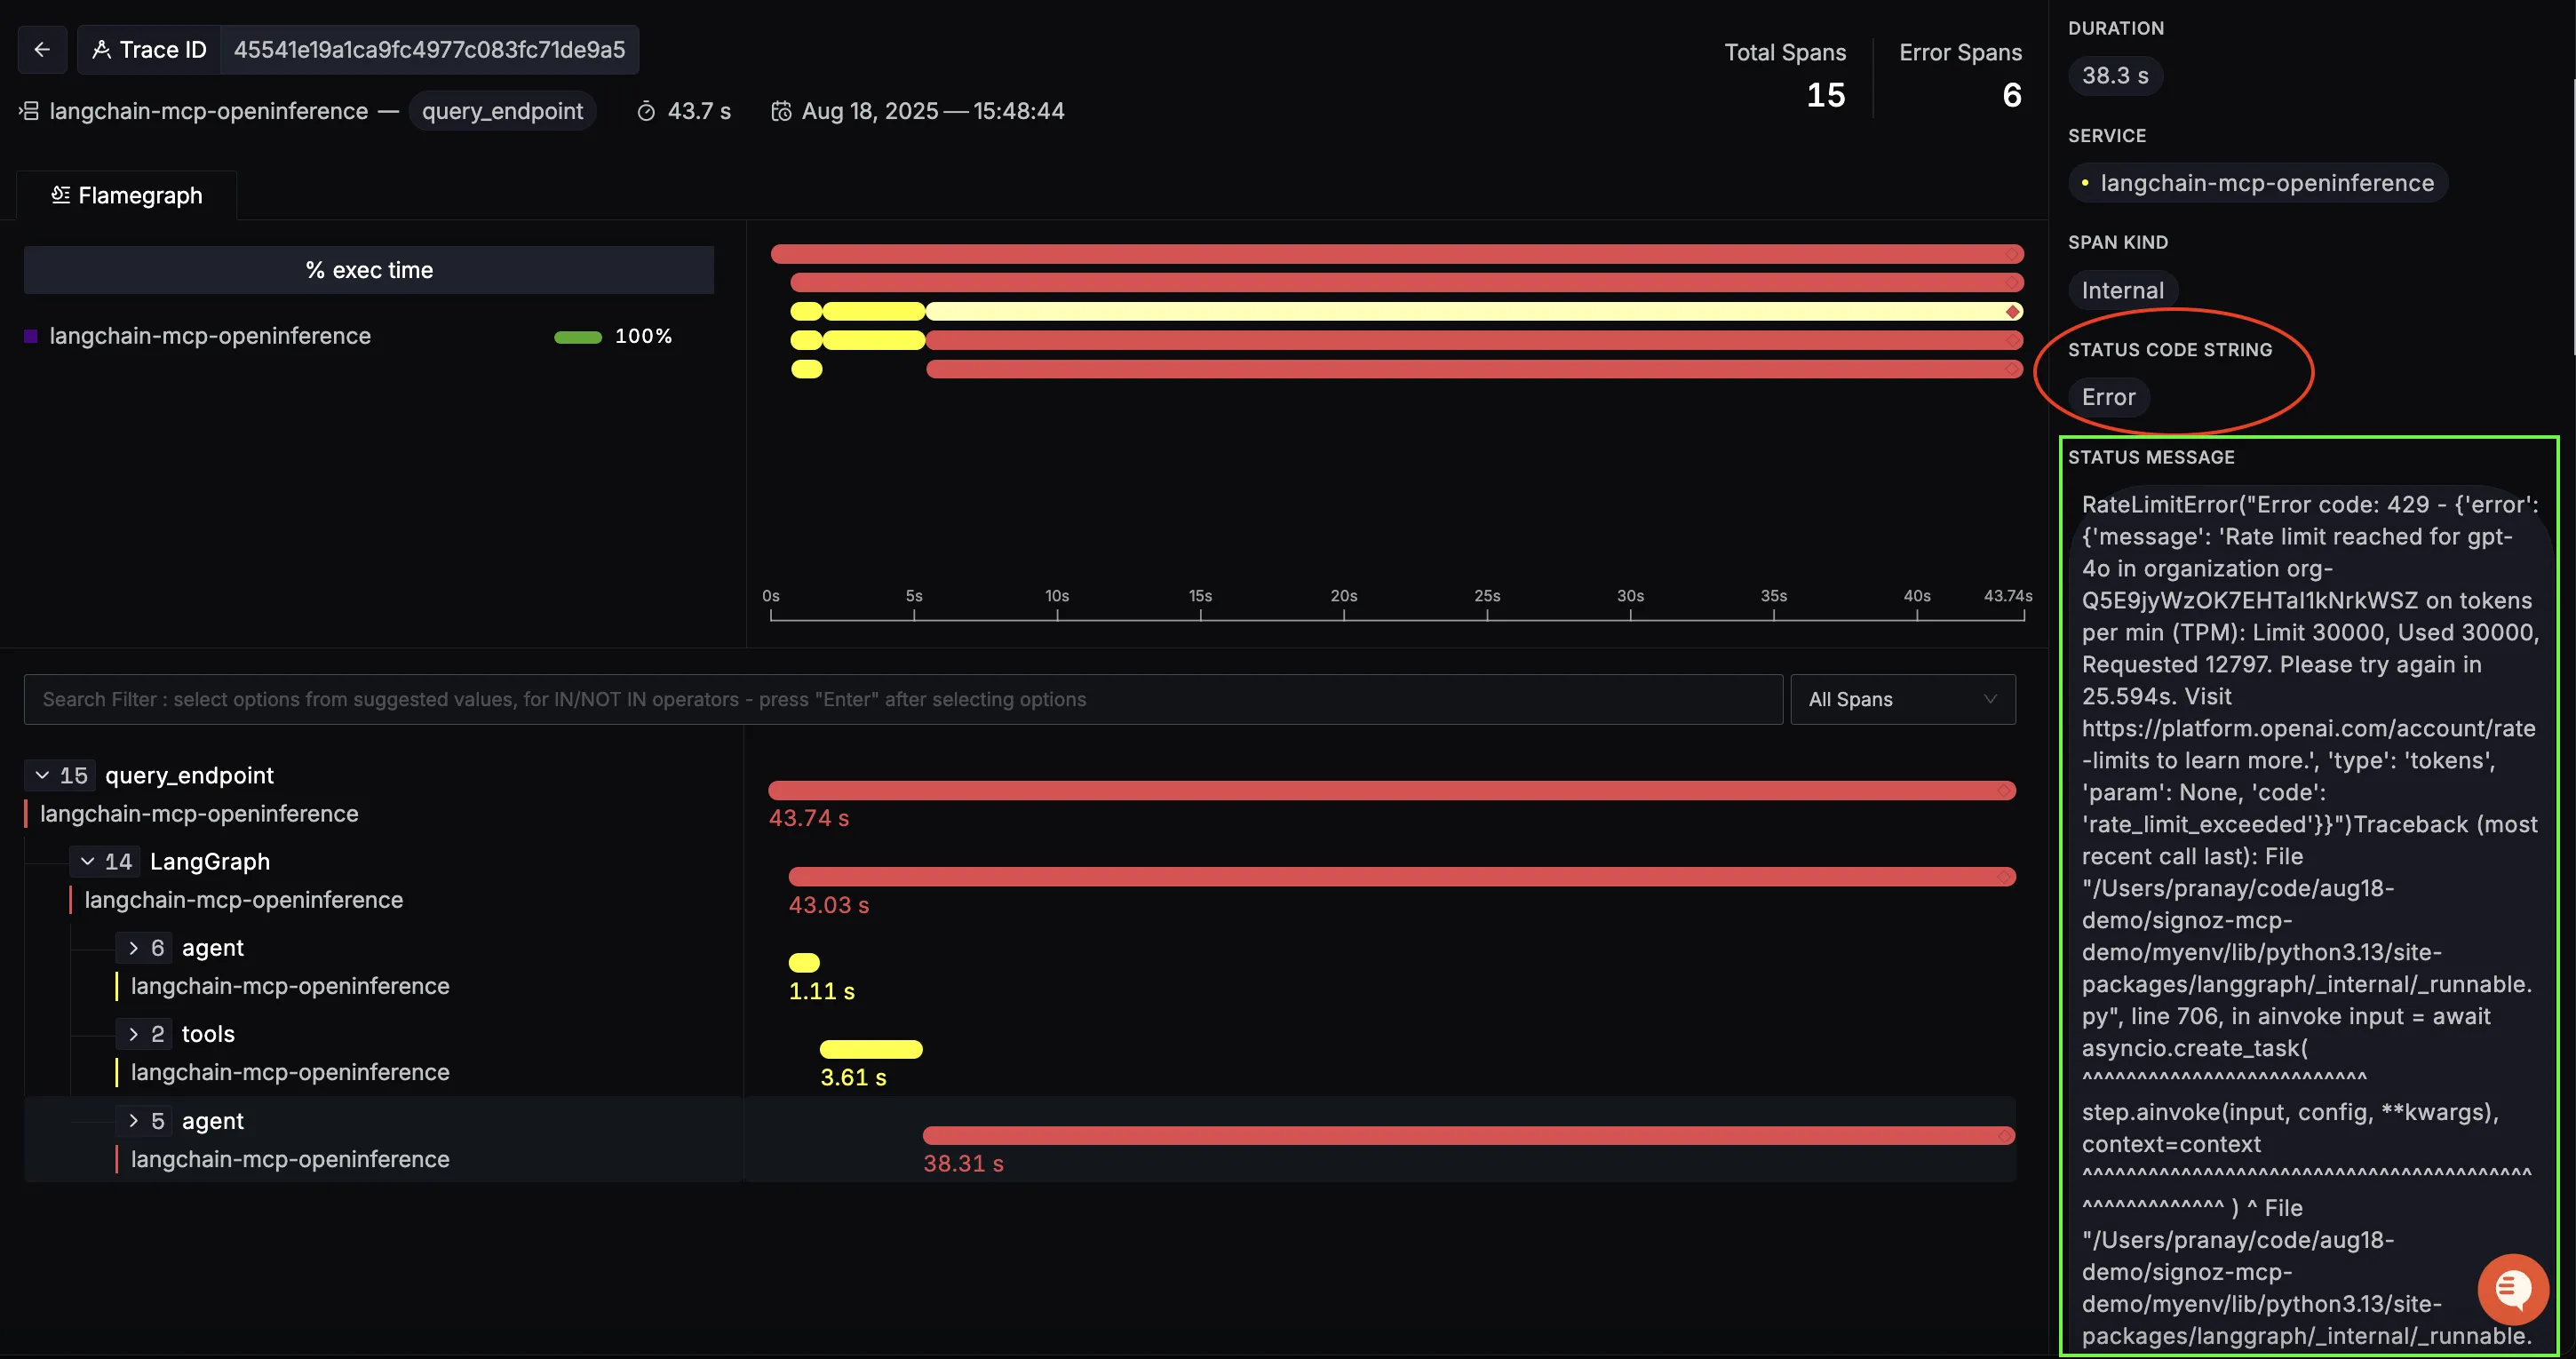 Trace ID 45541e19a1ca9fc4977c083fc71de9a5
langchain-mcp-openinference — query_endpoint 43.7 s Aug 18, 2025 — 15:48:44
Total Spans
15
Error Spans
6
Flamegraph
% exec time
langchain-mcp-openinference 100%
0s 5s 10s 15s 20s 25s 30s 35s 40s 43.74s
Search Filter : select options from suggested values, for IN/NOT IN operators - press "Enter" after selecting options
All Spans
15 query_endpoint
langchain-mcp-openinference
43.74 s
14 LangGraph
langchain-mcp-openinference
43.03 s
6 agent
langchain-mcp-openinference
1.11 s
2 tools
langchain-mcp-openinference
3.61 s
5 agent
langchain-mcp-openinference
38.31 s
DURATION
38.3 s
SERVICE
langchain-mcp-openinference
SPAN KIND
Internal
STATUS CODE STRING
Error
STATUS MESSAGE
RateLimitError("Error code: 429 - {'error':
{'message': 'Rate limit reached for gpt-
4o in organization org-
Q5E9jyWzOK7EHTaI1kNrkWSZ on tokens
per min (TPM): Limit 30000, Used 30000,
Requested 12797. Please try again in
25.594s. Visit
https://platform.openai.com/account/rate
-limits to learn more.', 'type': 'tokens',
'param': None, 'code':
'rate_limit_exceeded'}}")Traceback (most
recent call last): File
"/Users/pranay/code/aug18-
demo/signoz-mcp-
demo/myenv/lib/python3.13/site-
packages/langgraph/_internal/_runnable.
py", line 706, in ainvoke input = await
asyncio.create_task(
^^^^^^^^^^^^^^^^^^^^^^^^^^
step.ainvoke(input, config, **kwargs),
context=context
^^^^^^^^^^^^^^^^^^^^^^^^^^^^^^^^^^^^^^^^^
^^^^^^^^^^^^^ ) ^ File
"/Users/pranay/code/aug18-
demo/signoz-mcp-
demo/myenv/lib/python3.13/site-
packages/langgraph/_internal/_runnable.